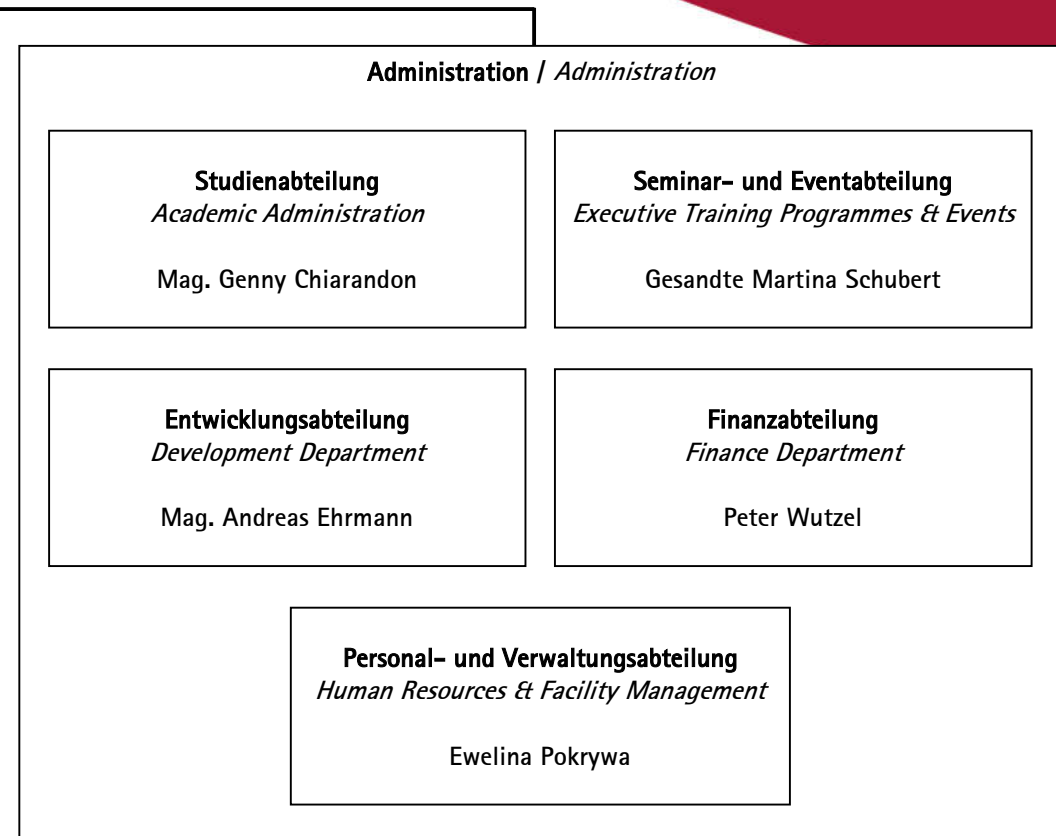 Administration / Administration
Studienabteilung
Academic Administration
Mag. Genny Chiarandon
Seminar- und Eventabteilung
Executive Training Programmes & Events
Gesandte Martina Schubert
Entwicklungsabteilung
Development Department
Mag. Andreas Ehrmann
Finanzabteilung
Finance Department
Peter Wutzel
Personal- und Verwaltungsabteilung
Human Resources & Facility Management
Ewelina Pokrywa